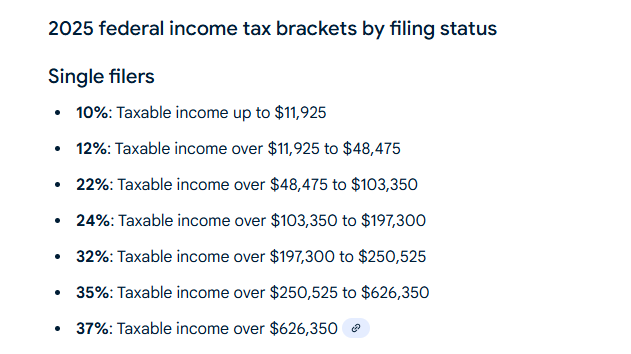 2025 federal income tax brackets by filing status
Single filers
• 10%: Taxable income up to $11,925
• 12%: Taxable income over $11,925 to $48,475
• 22%: Taxable income over $48,475 to $103,350
• 24%: Taxable income over $103,350 to $197,300
• 32%: Taxable income over $197,300 to $250,525
• 35%: Taxable income over $250,525 to $626,350
• 37%: Taxable income over $626,350